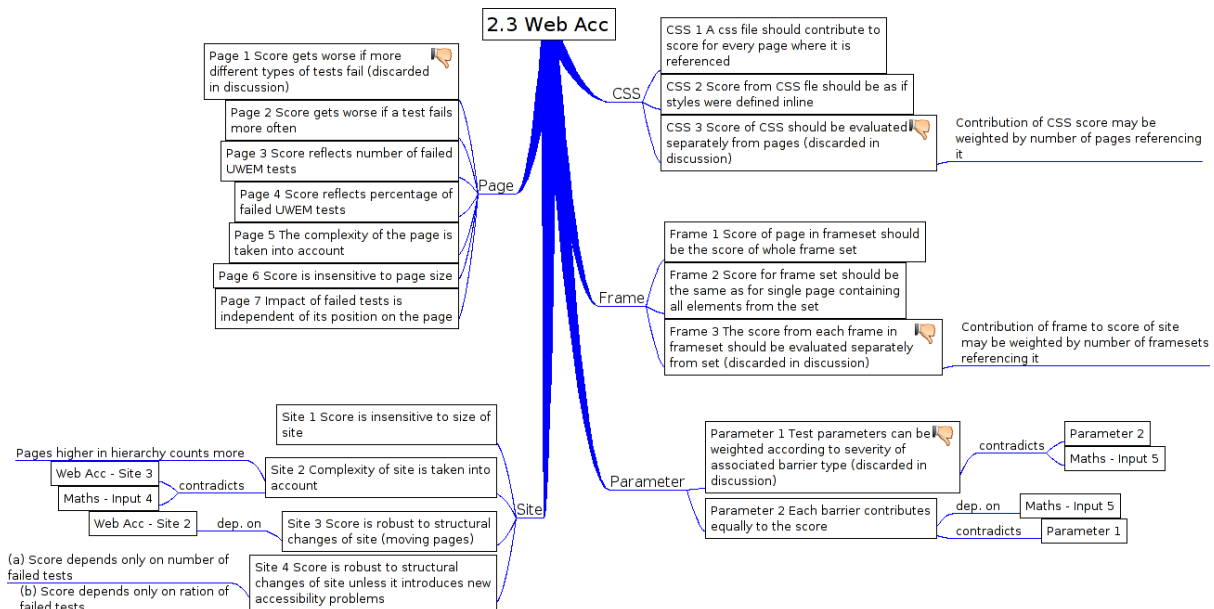 2.3 Web Acc
Page 1 Score gets worse if more
different types of tests fail (discarded
in discussion)
Page 2 Score gets worse if a test fails
more often
Page 3 Score reflects number of failed
UWEM tests
Page 4 Score reflects percentage of
failed UWEM tests
Page 5 The complexity of the page is
taken into account
Page 6 Score is insensitive to page size
Page 7 Impact of failed tests is
independent of its position on the page
Page
CSS
CSS 1 A css file should contribute to
score for every page where it is
referenced
CSS 2 Score from CSS fle should be as if
styles were defined inline
CSS 3 Score of CSS should be evaluated
separately from pages (discarded in
discussion)
Contribution of CSS score may be
weighted by number of pages referencing
it
Frame
Frame 1 Score of page in frameset should
be the score of whole frame set
Frame 2 Score for frame set should be
the same as for single page containing
all elements from the set
Frame 3 The score from each frame in
frameset should be evaluated separately
from set (discarded in discussion)
Contribution of frame to score of site
may be weighted by number of framesets
referencing it
Site
Site 1 Score is insensitive to size of
site
Site 2 Complexity of site is taken into
account
Pages higher in hierarchy counts more
contradicts
Web Acc - Site 3
Maths - Input 4
Site 3 Score is robust to structural
changes of site (moving pages)
dep. on
Web Acc - Site 2
Site 4 Score is robust to structural
changes of site unless it introduces new
accessibility problems
(a) Score depends only on number of
failed tests
(b) Score depends only on ration of
failed tests
Parameter
Parameter 1 Test parameters can be
weighted according to severity of
associated barrier type (discarded in
discussion)
contradicts
Parameter 2
Maths - Input 5
Parameter 2 Each barrier contributes
equally to the score
dep. on
Maths - Input 5
contradicts
Parameter 1